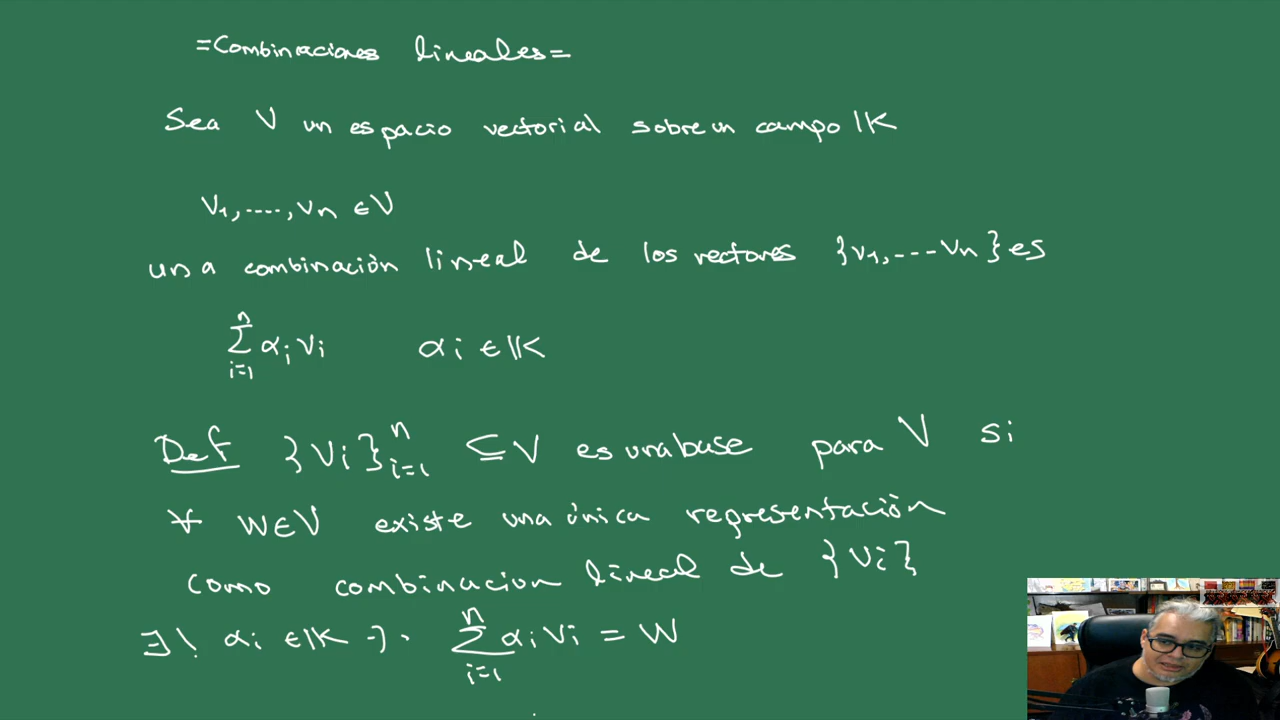 =Combinaciones lineales=
Sea V un espacio vectorial sobre un campo 𝕂
v₁,....,vₙ ∈ V
una combinación lineal de los vectores {v₁,...vₙ} es
∑ᵢ₌₁ⁿ αᵢvᵢ αᵢ ∈ 𝕂
Def {vᵢ}ᵢ₌₁ⁿ ⊆ V es una base para V si
∀ w ∈ V existe una única representación
como combinacion lineal de {vᵢ}
∃! αᵢ ∈ 𝕂 ∋. ∑ᵢ₌₁ⁿ αᵢvᵢ = w